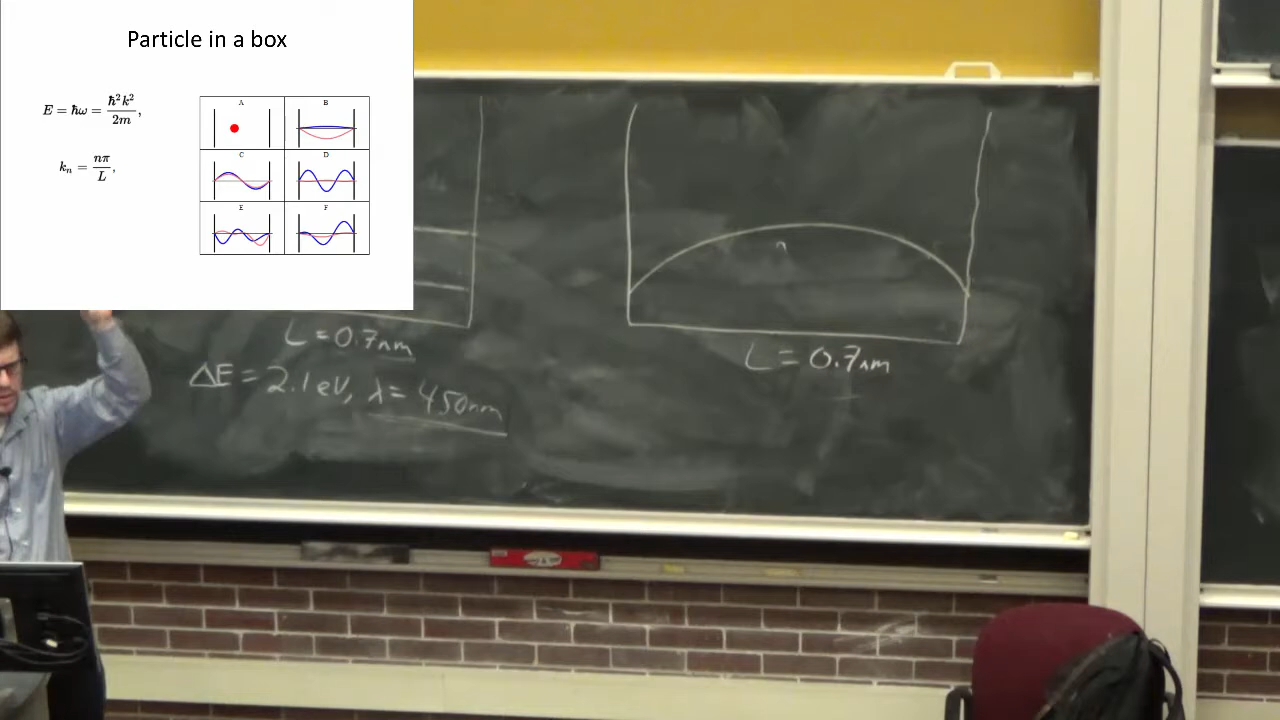 Particle in a box
E = ħω = ħ²k²/2m,
kₙ = nπ/L,
A
B
C
D
E
F
L = 0.7nm
ΔE = 2.1eV, λ = 450nm
L = 0.7nm